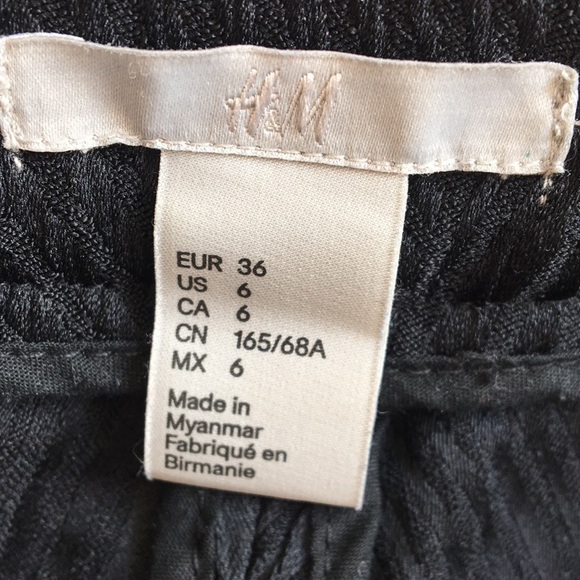 H&M
EUR 36
US 6
CA 6
CN 165/68A
MX 6
Made in
Myanmar
Fabriqué en
Birmanie